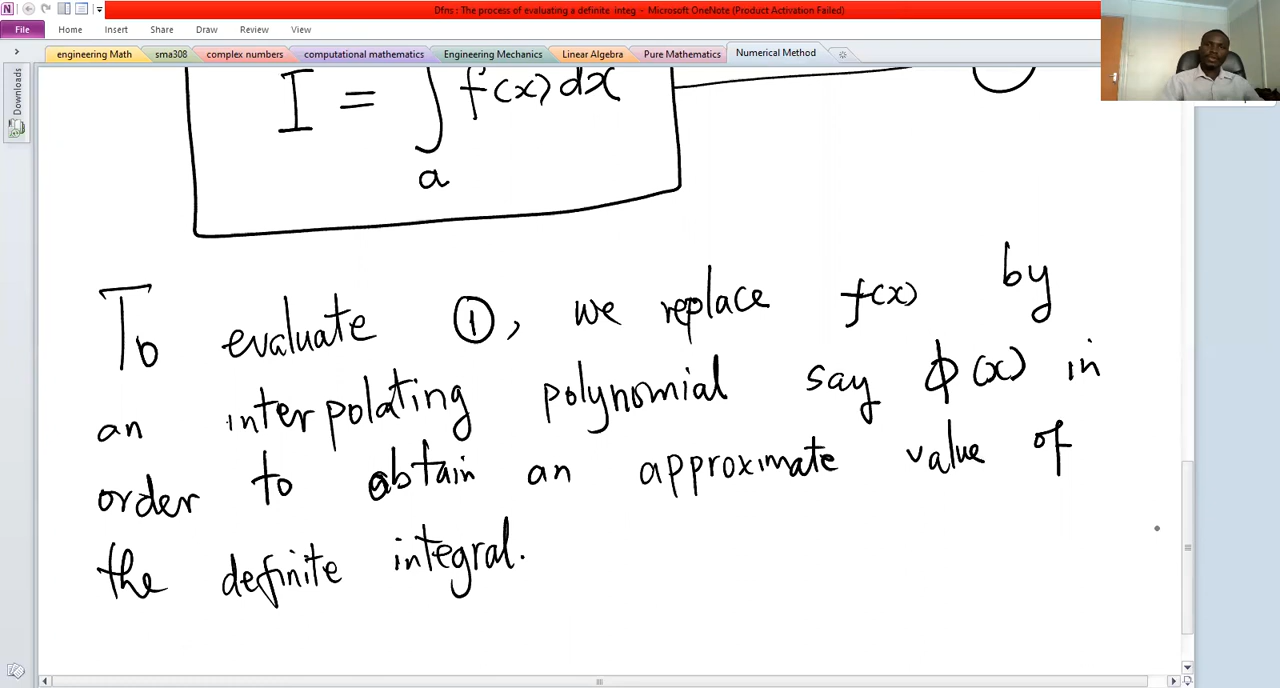 Dfns : The process of evaluating a definite integ - Microsoft OneNote (Product Activation Failed)
File Home Insert Share Draw Review View
engineering Math sma308 complex numbers computational mathematics Engineering Mechanics Linear Algebra Pure Mathematics Numerical Method
Downloads
I = ∫ f(x) dx
a
To evaluate ①, we replace f(x) by
an interpolating polynomial say ϕ(x) in
order to obtain an approximate value of
the definite integral.